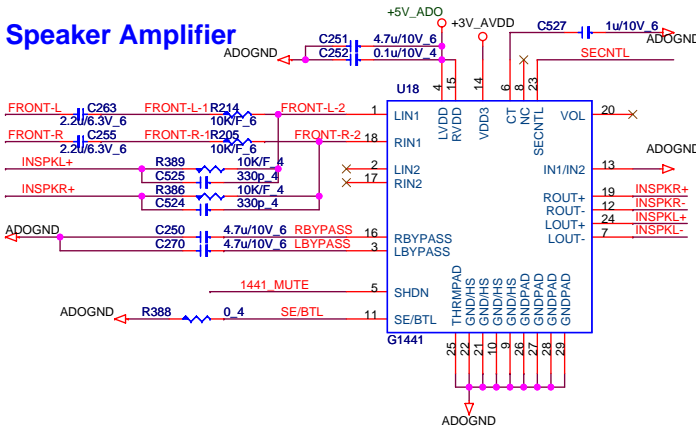 Speaker Amplifier
+5V_ADO
+3V_AVDD
C527 1u/10V_6
ADOGND
ADOGND
C251 4.7u/10V_6
C252 0.1u/10V_4
SECNTL
U18
4 15 14 6 8 23
LVDD RVDD VDD3 CT NC SECNTL
FRONT-L C263 FRONT-L-1 R214 FRONT-L-2 1 LIN1
2.2u/6.3V_6 10K/F_6
VOL 20
FRONT-R C255 FRONT-R-1 R205 FRONT-R-2 18 RIN1
2.2u/6.3V_6 10K/F_6
ADOGND
INSPKL+ R389 10K/F_4
C525 330p_4
2 LIN2
17 RIN2
IN1/IN2 13
INSPKR+ R386 10K/F_4
C524 330p_4
ROUT+ 19 INSPKR+
ROUT- 12 INSPKR-
LOUT+ 24 INSPKL+
LOUT- 7 INSPKL-
ADOGND
C250 4.7u/10V_6 RBYPASS 16 RBYPASS
C270 4.7u/10V_6 LBYPASS 3 LBYPASS
1441_MUTE 5 SHDN
ADOGND R388 0_4 SE/BTL 11 SE/BTL
THRMPAD GND/HS GND/HS GND/HS GND/HS GNDPAD GNDPAD GNDPAD GNDPAD
G1441
25 22 21 10 9 26 27 28 29
ADOGND